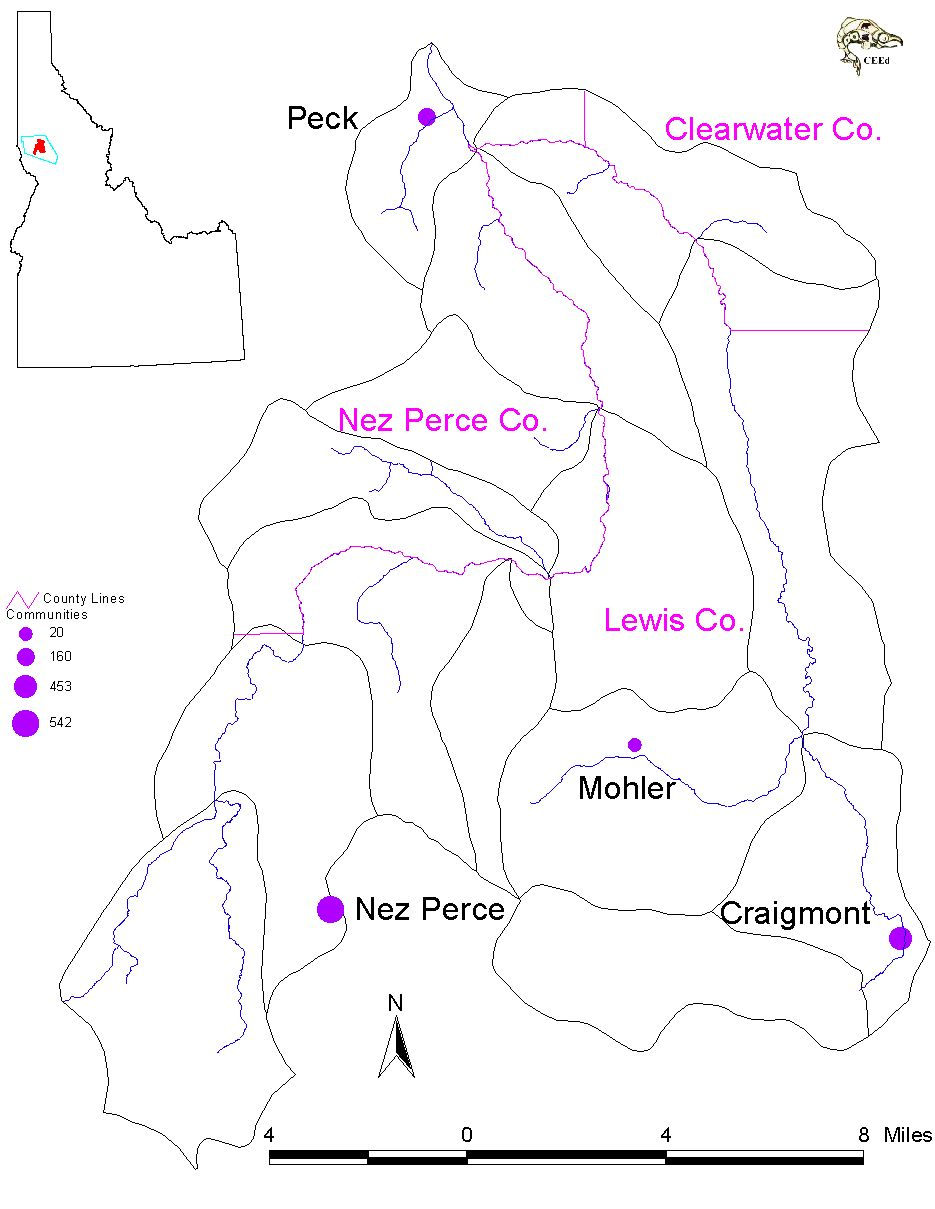 CEEd
Peck
Clearwater Co.
Nez Perce Co.
County Lines
Communities
20
160
453
542
Lewis Co.
Mohler
Nez Perce
Craigmont
N
4 0 4 8 Miles